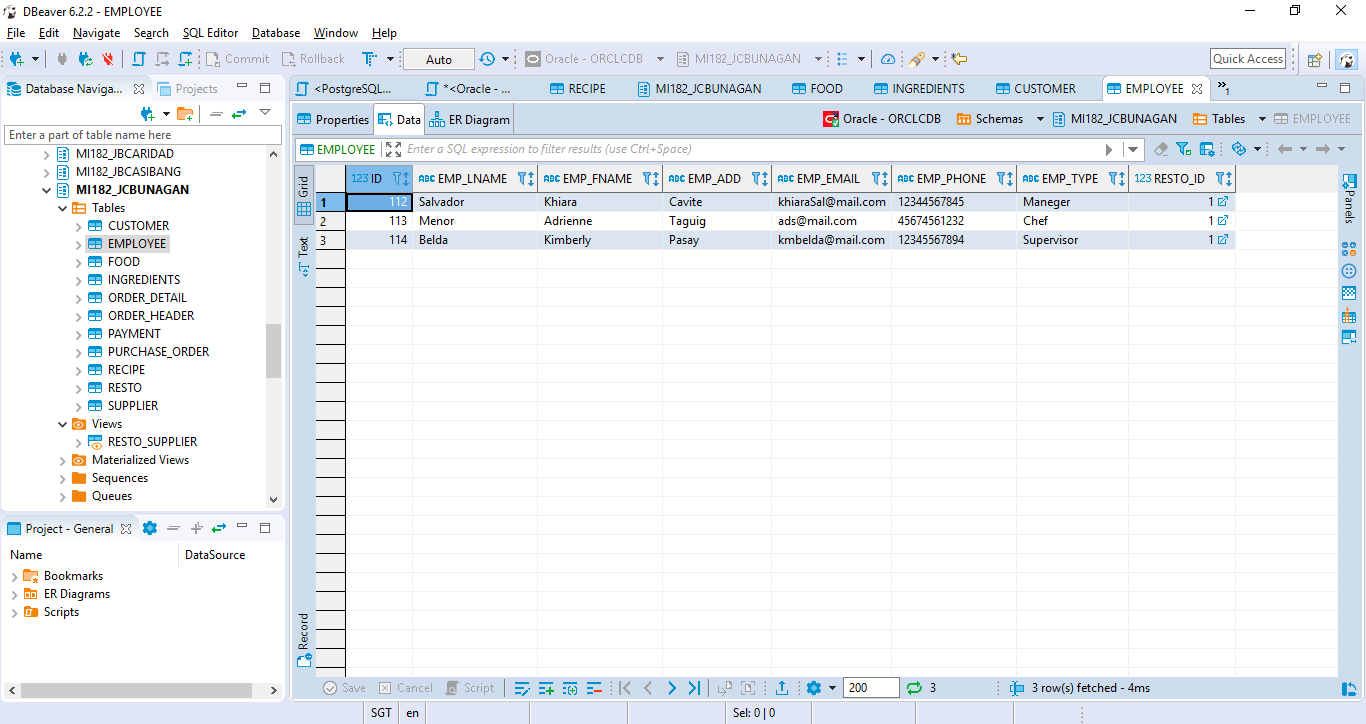 DBeaver 6.2.2 - EMPLOYEE
File Edit Navigate Search SQL Editor Database Window Help
Commit Rollback Auto Oracle - ORCLCDB MI182_JCBUNAGAN Quick Access
Database Naviga... Projects
Enter a part of table name here
MI182_JBCARIDAD
MI182_JBCASIBANG
MI182_JCBUNAGAN
Tables
CUSTOMER
EMPLOYEE
FOOD
INGREDIENTS
ORDER_DETAIL
ORDER_HEADER
PAYMENT
PURCHASE_ORDER
RECIPE
RESTO
SUPPLIER
Views
RESTO_SUPPLIER
Materialized Views
Sequences
Queues
Project - General
Name DataSource
Bookmarks
ER Diagrams
Scripts
<PostgreSQL... *<Oracle - ... RECIPE MI182_JCBUNAGAN FOOD INGREDIENTS CUSTOMER EMPLOYEE »1
Properties Data ER Diagram Oracle - ORCLCDB Schemas MI182_JCBUNAGAN Tables EMPLOYEE
EMPLOYEE Enter a SQL expression to filter results (use Ctrl+Space)
Grid
Text
Record
123 ID ABC EMP_LNAME ABC EMP_FNAME ABC EMP_ADD ABC EMP_EMAIL ABC EMP_PHONE ABC EMP_TYPE 123 RESTO_ID
1 112 Salvador Khiara Cavite khiaraSal@mail.com 12344567845 Maneger 1
2 113 Menor Adrienne Taguig ads@mail.com 45674561232 Chef 1
3 114 Belda Kimberly Pasay kmbelda@mail.com 12345567894 Supervisor 1
Panels
Save Cancel Script 200 3 3 row(s) fetched - 4ms
SGT en Sel: 0 | 0